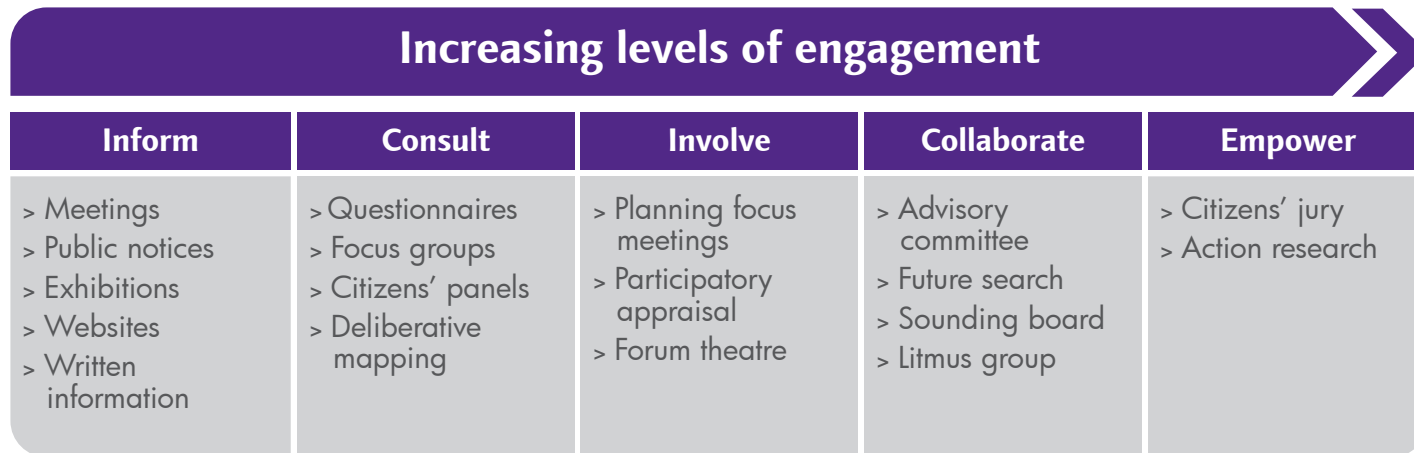 Increasing levels of engagement
Inform
> Meetings
> Public notices
> Exhibitions
> Websites
> Written
information
Consult
> Questionnaires
> Focus groups
> Citizens’ panels
> Deliberative
mapping
Involve
> Planning focus
meetings
> Participatory
appraisal
> Forum theatre
Collaborate
> Advisory
committee
> Future search
> Sounding board
> Litmus group
Empower
> Citizens’ jury
> Action research